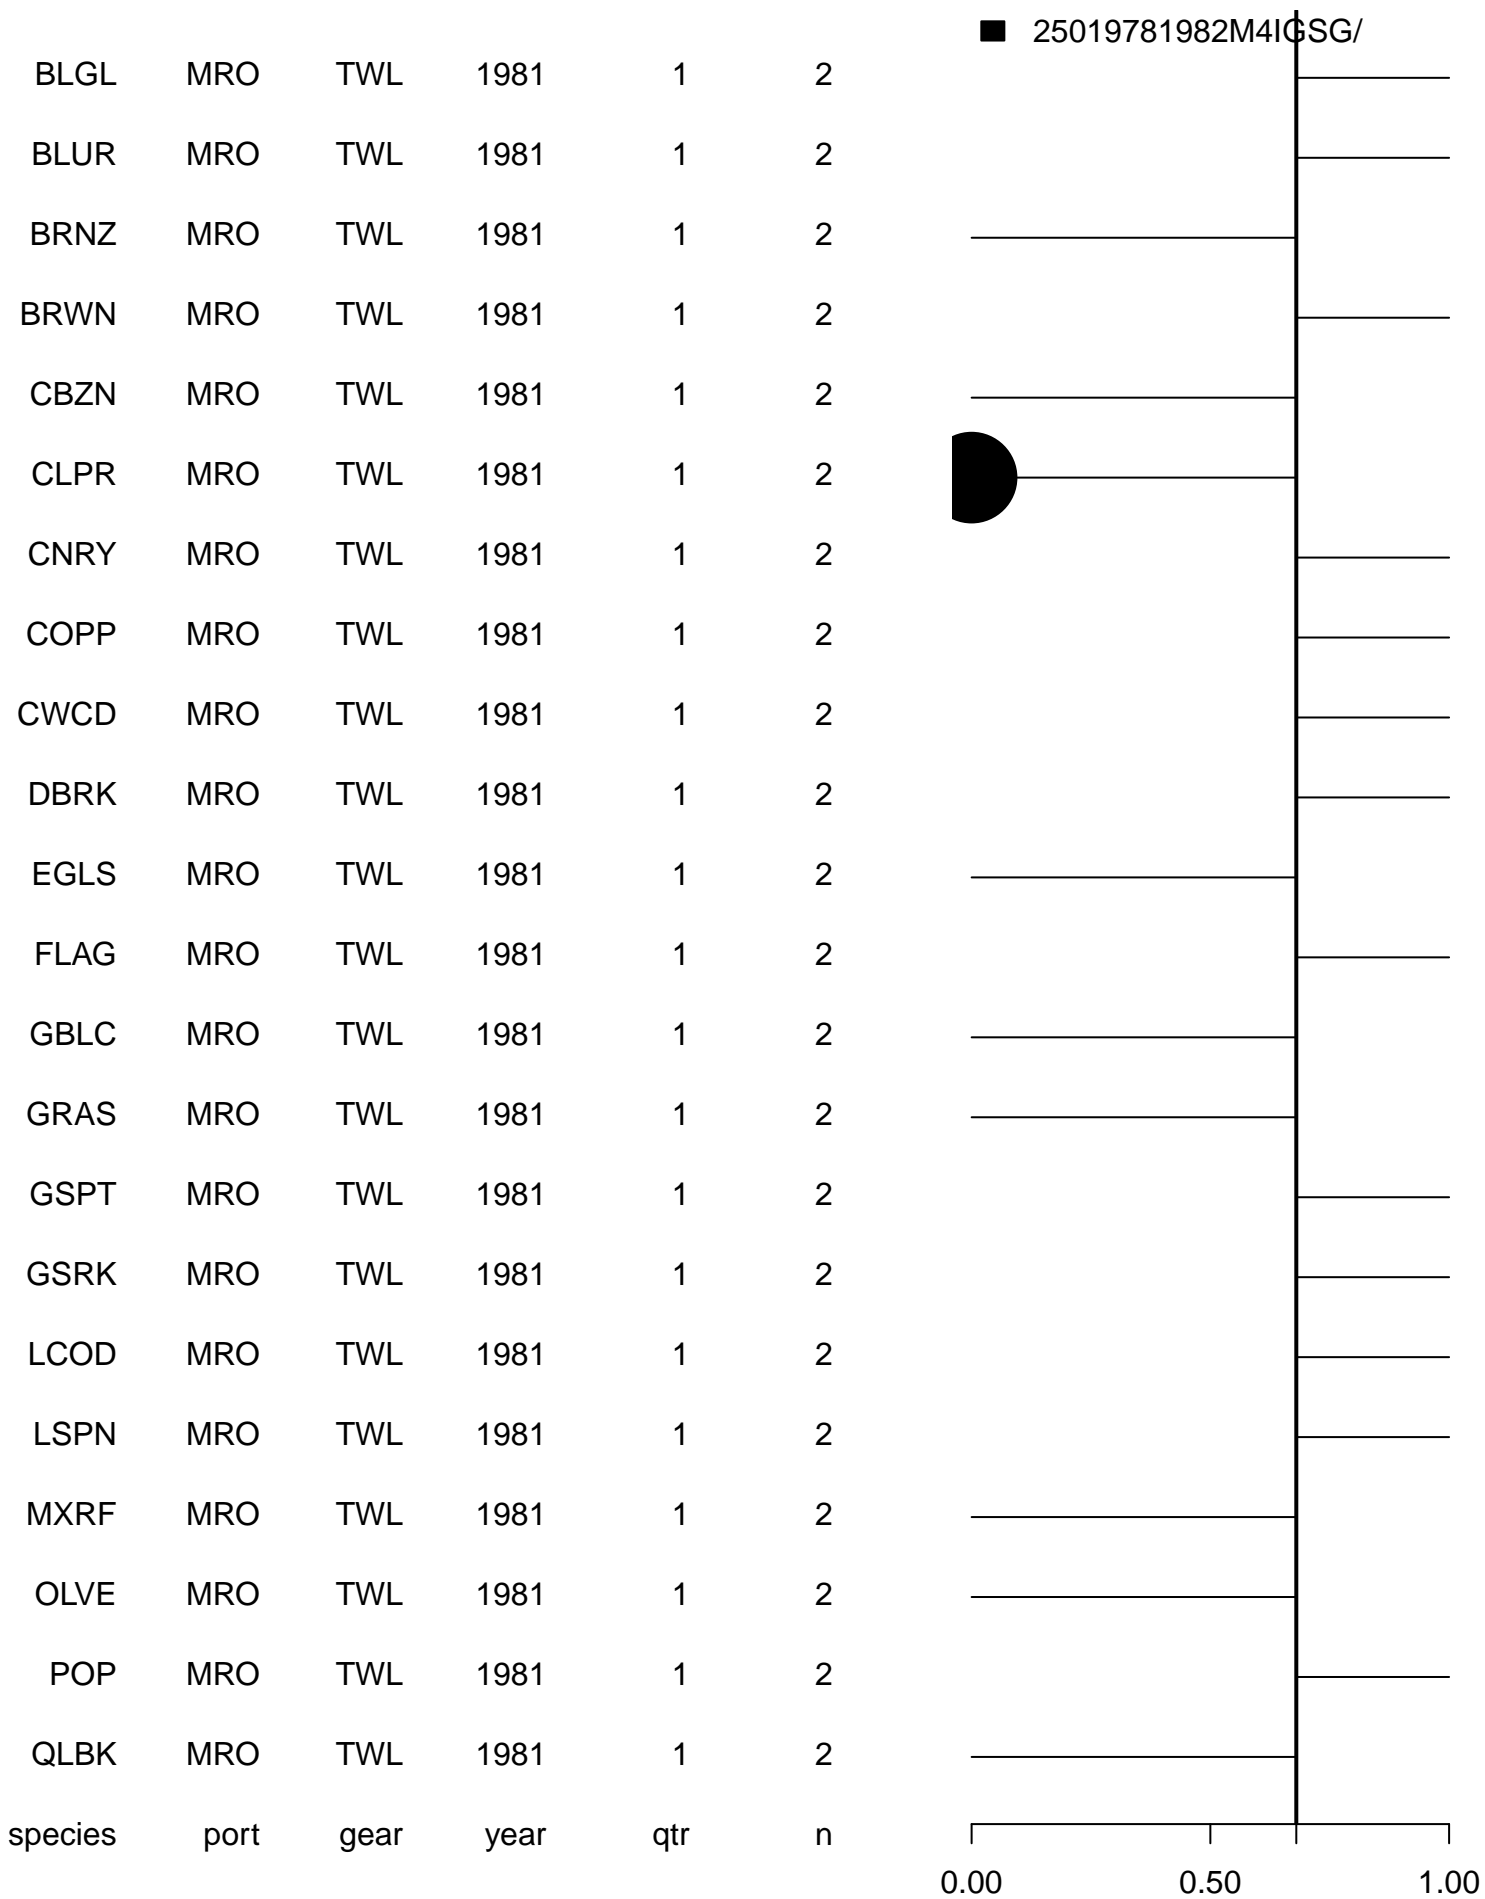 25019781982M4IGSG/
BLGL MRO TWL 1981 1 2
BLUR MRO TWL 1981 1 2
BRNZ MRO TWL 1981 1 2
BRWN MRO TWL 1981 1 2
CBZN MRO TWL 1981 1 2
CLPR MRO TWL 1981 1 2
CNRY MRO TWL 1981 1 2
COPP MRO TWL 1981 1 2
CWCD MRO TWL 1981 1 2
DBRK MRO TWL 1981 1 2
EGLS MRO TWL 1981 1 2
FLAG MRO TWL 1981 1 2
GBLC MRO TWL 1981 1 2
GRAS MRO TWL 1981 1 2
GSPT MRO TWL 1981 1 2
GSRK MRO TWL 1981 1 2
LCOD MRO TWL 1981 1 2
LSPN MRO TWL 1981 1 2
MXRF MRO TWL 1981 1 2
OLVE MRO TWL 1981 1 2
POP MRO TWL 1981 1 2
QLBK MRO TWL 1981 1 2
species port gear year qtr n
0.00 0.50 1.00